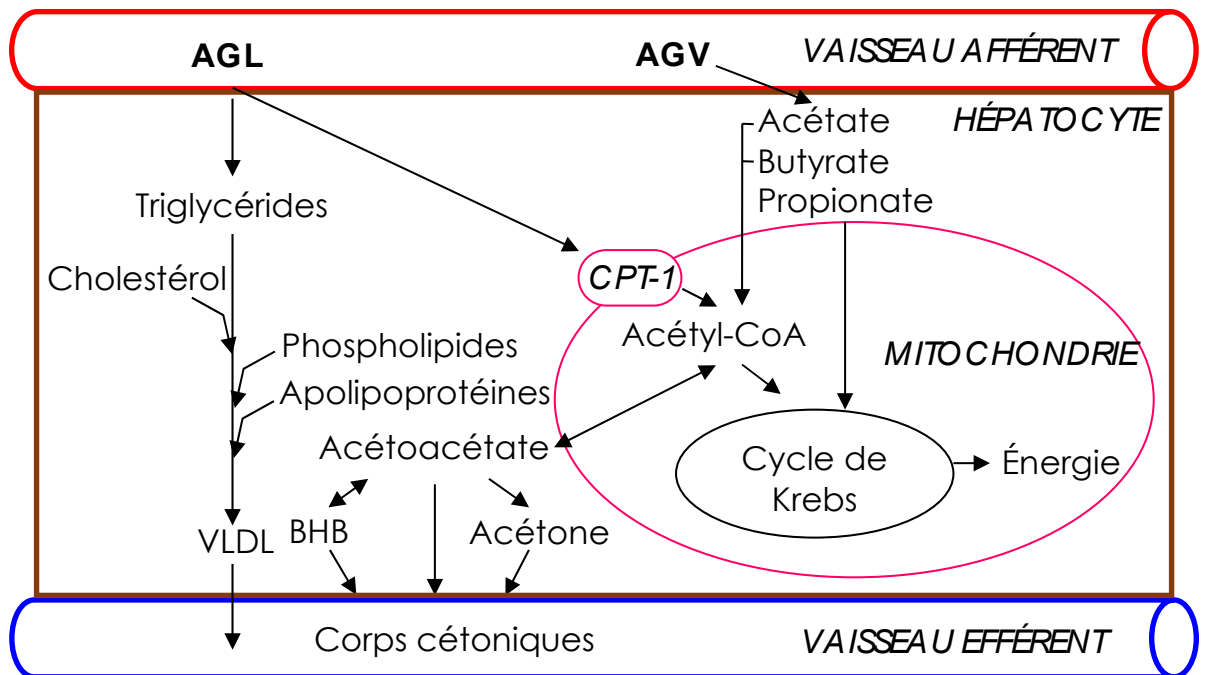 AGL
AGV
VAISSEAU AFFÉRENT
HÉPATOCYTE
Acétate
Butyrate
Propionate
Triglycérides
Cholestérol
CPT-1
Acétyl-CoA
Phospholipides
MITOCHONDRIE
Apolipoprotéines
Acétoacétate
Cycle de
Krebs
Énergie
VLDL
BHB
Acétone
Corps cétoniques
VAISSEAU EFFÉRENT